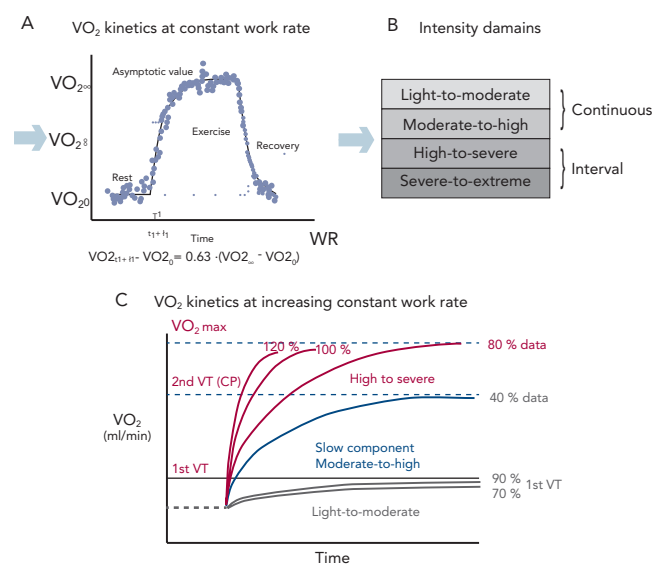 A VO₂ kinetics at constant work rate
VO₂∞
Asymptotic value
VO₂
Exercise
Recovery
Rest
VO₂0
T¹
t₁+ ł₁
Time
WR
VO2t1+ ł1- VO2₀= 0.63 ·(VO2∞ - VO2₀)
B Intensity damains
Light-to-moderate
Moderate-to-high
Continuous
High-to-severe
Severe-to-extreme
Interval
C VO₂ kinetics at increasing constant work rate
VO₂ max
120 %
100 %
80 % data
2nd VT (CP)
High to severe
40 % data
VO₂
(ml/min)
Slow component
Moderate-to-high
1st VT
90 %
70 %
1st VT
Light-to-moderate
Time